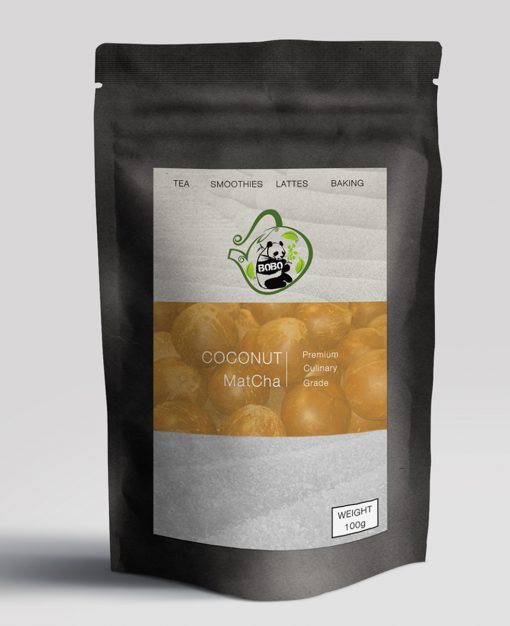 TEA SMOOTHIES LATTES BAKING
BOBO
COCONUT
MatCha
Premium
Culinary
Grade
WEIGHT
100g